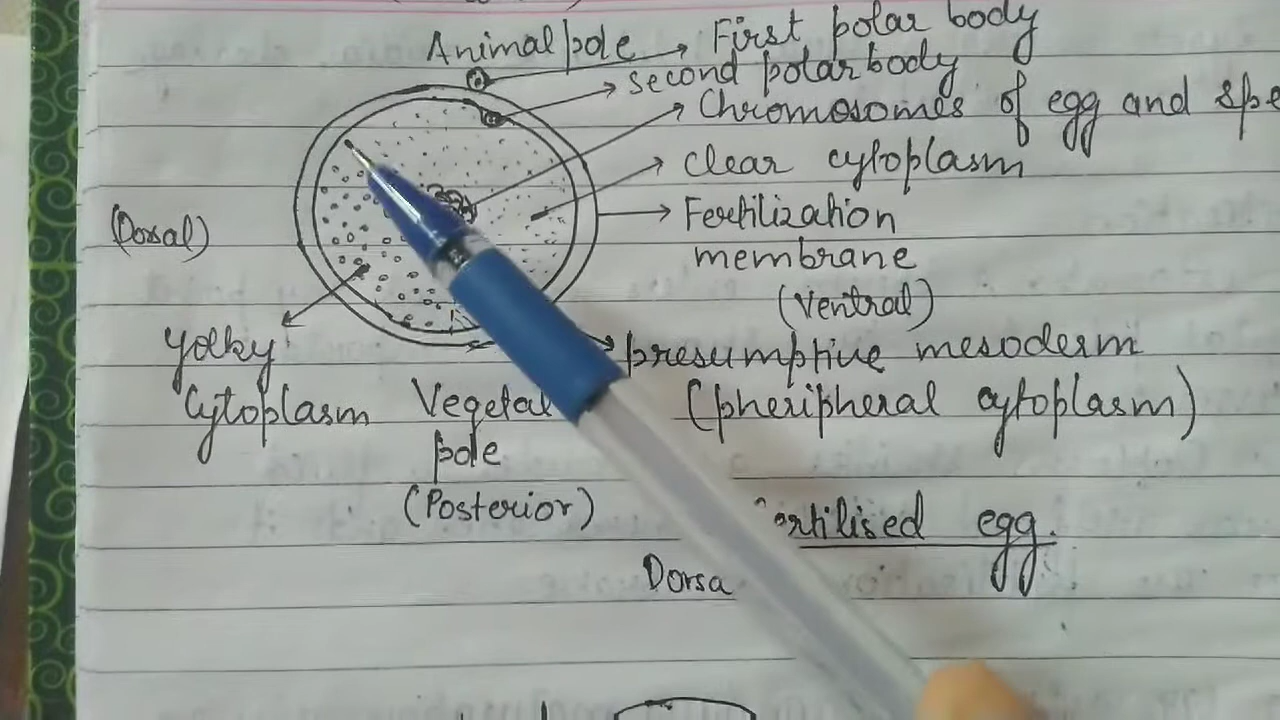 Animal pole First polar body
second polar body
Chromosomes of egg and spe
clear cytoplasm
Fertilization
membrane
(Ventral)
(Dorsal)
yolky
Cytoplasm
Vegetal
pole
(Posterior)
presumptive mesoderm
(pheripheral cytoplasm)
ertilised egg.
Dorsa